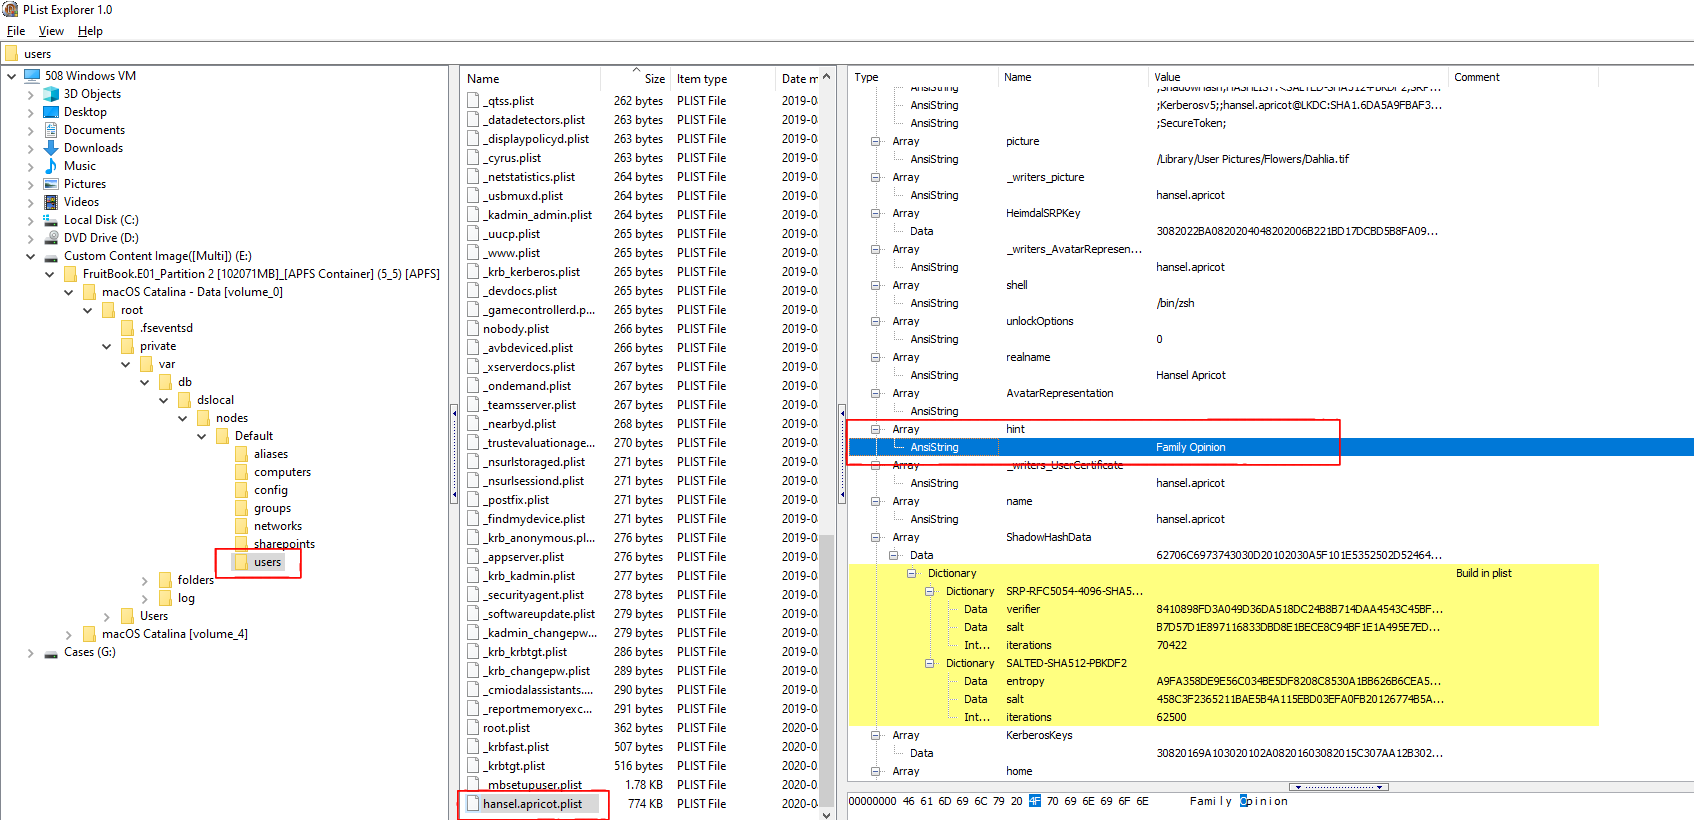 PList Explorer 1.0
File View Help
users
508 Windows VM
3D Objects
Desktop
Documents
Downloads
Music
Pictures
Videos
Local Disk (C:)
DVD Drive (D:)
Custom Content Image([Multi]) (E:)
FruitBook.E01_Partition 2 [102071MB]_[APFS Container] (5_5) [APFS]
macOS Catalina - Data [volume_0]
root
.fseventsd
private
var
db
dslocal
nodes
Default
aliases
computers
config
groups
networks
sharepoints
users
folders
log
Users
macOS Catalina [volume_4]
Cases (G:)
Name Size Item type Date m
_qtss.plist 262 bytes PLIST File 2019-0
_datadetectors.plist 263 bytes PLIST File 2019-0
_displaypolicyd.plist 263 bytes PLIST File 2019-0
_cyrus.plist 263 bytes PLIST File 2019-0
_netstatistics.plist 264 bytes PLIST File 2019-0
_usbmuxd.plist 264 bytes PLIST File 2019-0
_kadmin_admin.plist 264 bytes PLIST File 2019-0
_uucp.plist 264 bytes PLIST File 2019-0
_www.plist 265 bytes PLIST File 2019-0
_krb_kerberos.plist 265 bytes PLIST File 2019-0
_devdocs.plist 265 bytes PLIST File 2019-0
_gamecontrollerd.p... 265 bytes PLIST File 2019-0
nobody.plist 266 bytes PLIST File 2019-0
_avbdeviced.plist 266 bytes PLIST File 2019-0
_xserverdocs.plist 267 bytes PLIST File 2019-0
_ondemand.plist 267 bytes PLIST File 2019-0
_teamsserver.plist 267 bytes PLIST File 2019-0
_nearbyd.plist 268 bytes PLIST File 2019-0
_trustevaluationage... 270 bytes PLIST File 2019-0
_nsurlstoraged.plist 271 bytes PLIST File 2019-0
_nsurlsessiond.plist 271 bytes PLIST File 2019-0
_postfix.plist 271 bytes PLIST File 2019-0
_findmydevice.plist 271 bytes PLIST File 2019-0
_krb_anonymous.pl... 276 bytes PLIST File 2019-0
_appserver.plist 276 bytes PLIST File 2019-0
_krb_kadmin.plist 277 bytes PLIST File 2019-0
_securityagent.plist 278 bytes PLIST File 2019-0
_softwareupdate.plist 279 bytes PLIST File 2019-0
_kadmin_changepw... 279 bytes PLIST File 2019-0
_krb_krbtgt.plist 286 bytes PLIST File 2019-0
_krb_changepw.plist 289 bytes PLIST File 2019-0
_cmiodalassistants.... 290 bytes PLIST File 2019-0
_reportmemoryexc... 291 bytes PLIST File 2019-0
root.plist 362 bytes PLIST File 2020-0
_krbfast.plist 507 bytes PLIST File 2020-0
_krbtgt.plist 516 bytes PLIST File 2020-0
_mbsetupuser.plist 1.78 KB PLIST File 2020-0
hansel.apricot.plist 774 KB PLIST File 2020-0
Type Name Value Comment
AnsiString ;ShadowHash;HASHLIST:<SALTED-SHA512-PBKDF2,SRP...
AnsiString ;Kerberosv5;;hansel.apricot@LKDC:SHA1.6DA5A9FBAF3...
AnsiString ;SecureToken;
Array picture
AnsiString /Library/User Pictures/Flowers/Dahlia.tif
Array _writers_picture
AnsiString hansel.apricot
Array HeimdalSRPKey
Data 3082022BA0820204048202006B221BD17DCBD5B8FA09...
Array _writers_AvatarRepresen...
AnsiString hansel.apricot
Array shell
AnsiString /bin/zsh
Array unlockOptions
AnsiString 0
Array realname
AnsiString Hansel Apricot
Array AvatarRepresentation
AnsiString
Array hint
AnsiString Family Opinion
Array _writers_UserCertificate
AnsiString hansel.apricot
Array name
AnsiString hansel.apricot
Array ShadowHashData
Data 62706C6973743030D20102030A5F101E5352502D52464...
Dictionary Build in plist
Dictionary SRP-RFC5054-4096-SHA5...
Data verifier 8410898FD3A049D36DA518DC24B8B714DAA4543C45BF...
Data salt B7D57D1E897116833DBD8E1BECE8C94BF1E1A495E7ED...
Int... iterations 70422
Dictionary SALTED-SHA512-PBKDF2
Data entropy A9FA358DE9E56C034BE5DF8208C8530A1BB626B6CEA5...
Data salt 458C3F2365211BAE5B4A115EBD03EFA0FB20126774B5A...
Int... iterations 62500
Array KerberosKeys
Data 30820169A103020102A08201603082015C307AA12B302...
Array home
00000000 46 61 6D 69 6C 79 20 4F 70 69 6E 69 6F 6E Family Opinion